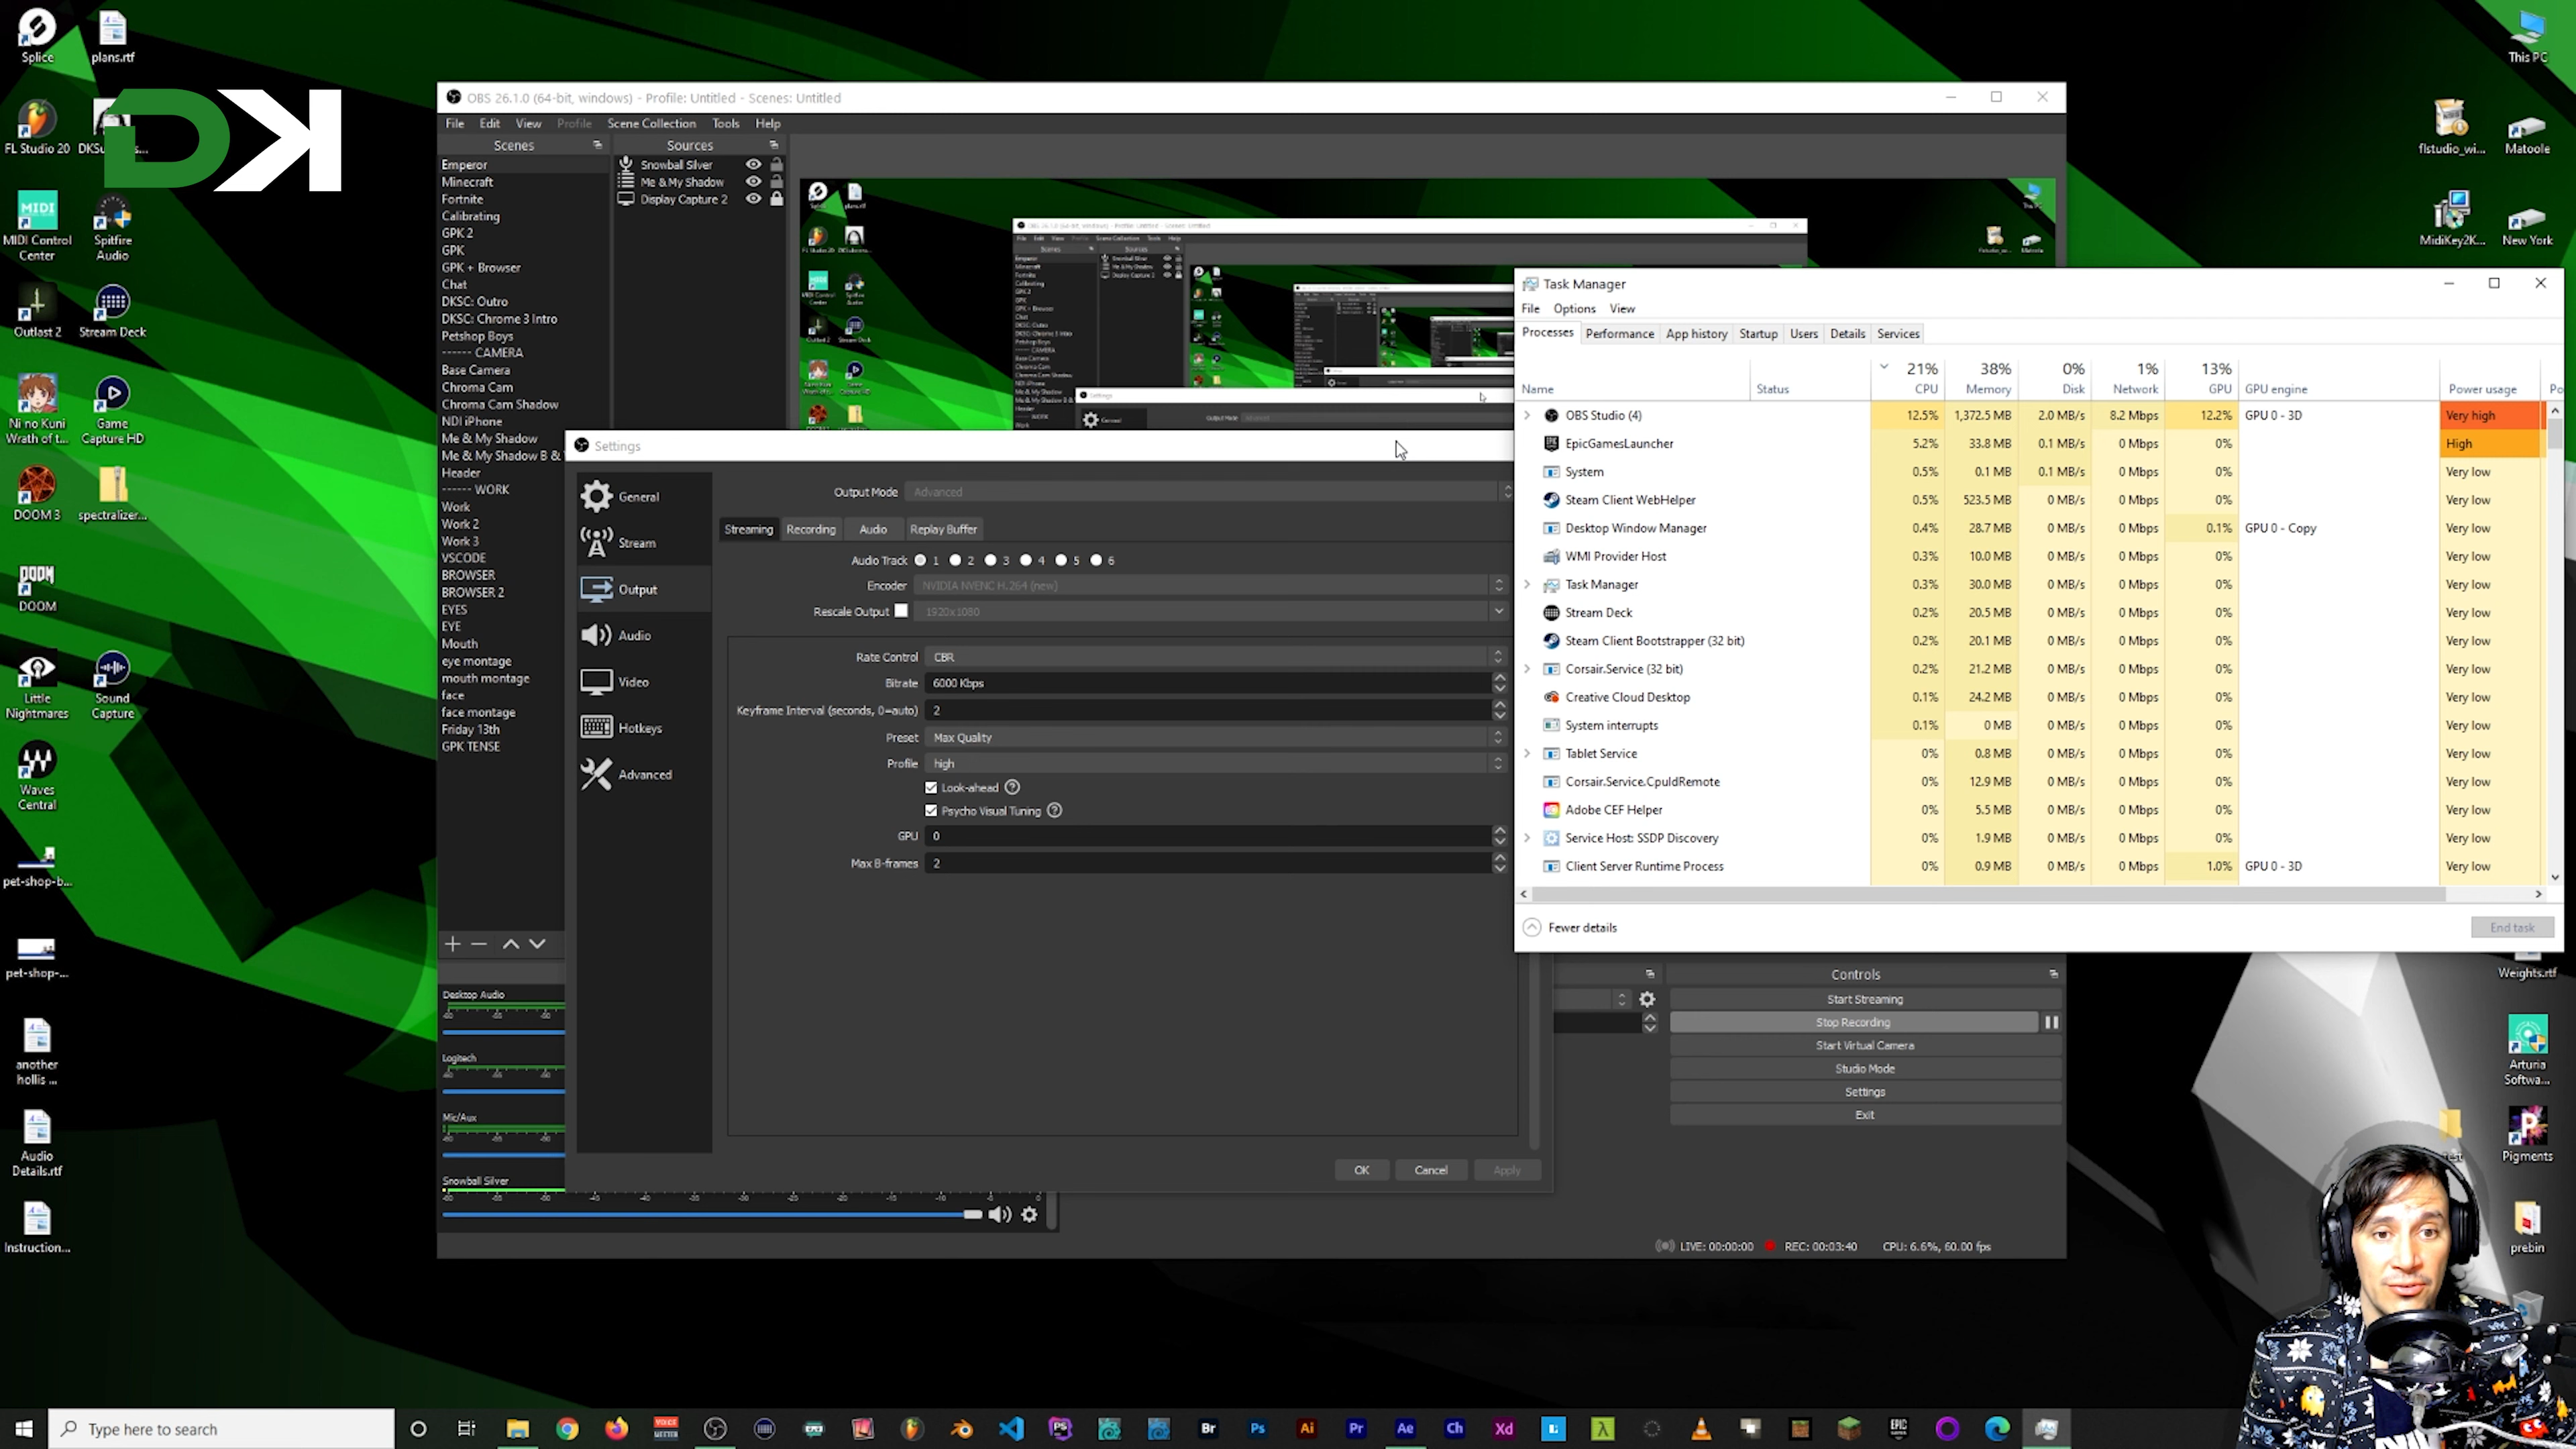 Splice
plans.rtf
FL Studio 20
DKSu
MIDI Control Center
Spitfire Audio
Outlast 2
Stream Deck
Ni no Kuni Wrath of t...
Game Capture HD
DOOM 3
spectralizer...
DOOM
Little Nightmares
Sound Capture
Waves Central
pet-shop-b...
pet-shop-...
another hollis ...
Audio Details.rtf
Instruction...
DK
OBS 26.1.0 (64-bit, windows) - Profile: Untitled - Scenes: Untitled
File Edit View Profile Scene Collection Tools Help
Scenes
Emperor
Minecraft
Fortnite
Calibrating
GPK 2
GPK
GPK + Browser
Chat
DKSC: Outro
DKSC: Chrome 3 Intro
Petshop Boys
------ CAMERA
Base Camera
Chroma Cam
Chroma Cam Shadow
NDI iPhone
Me & My Shadow
Me & My Shadow B &
Header
------ WORK
Work
Work 2
Work 3
VSCODE
BROWSER
BROWSER 2
EYES
EYE
Mouth
eye montage
mouth montage
face
face montage
Friday 13th
GPK TENSE
Sources
Snowball Slver
Me & My Shadow
Display Capture 2
Settings
General
Stream
Output
Audio
Video
Hotkeys
Advanced
Output Mode Advanced
Streaming Recording Audio Replay Buffer
Audio Track 1 2 3 4 5 6
Encoder NVIDIA NVENC H.264 (new)
Rescale Output 1920x1080
Rate Control CBR
Bitrate 6000 Kbps
Keyframe Interval (seconds, 0=auto) 2
Preset Max Quality
Profile high
Look-ahead
Psycho Visual Tuning
GPU 0
Max B-frames 2
OK Cancel Apply
Desktop Audio
Logitech
Mic/Aux
Snowball Silver
Controls
Start Streaming
Stop Recording
Start Virtual Camera
Studio Mode
Settings
Exit
LIVE: 00:00:00 REC: 00:03:40 CPU: 6.6%, 60.00 fps
Task Manager
File Options View
Processes Performance App history Startup Users Details Services
21% 38% 0% 1% 13%
Name Status CPU Memory Disk Network GPU GPU engine Power usage Po
OBS Studio (4) 12.5% 1,372.5 MB 2.0 MB/s 8.2 Mbps 12.2% GPU 0 - 3D Very high
EpicGamesLauncher 5.2% 33.8 MB 0.1 MB/s 0 Mbps 0% High
System 0.5% 0.1 MB 0.1 MB/s 0 Mbps 0% Very low
Steam Client WebHelper 0.5% 523.5 MB 0 MB/s 0 Mbps 0% Very low
Desktop Window Manager 0.4% 28.7 MB 0 MB/s 0 Mbps 0.1% GPU 0 - Copy Very low
WMI Provider Host 0.3% 10.0 MB 0 MB/s 0 Mbps 0% Very low
Task Manager 0.3% 30.0 MB 0 MB/s 0 Mbps 0% Very low
Stream Deck 0.2% 20.5 MB 0 MB/s 0 Mbps 0% Very low
Steam Client Bootstrapper (32 bit) 0.2% 20.1 MB 0 MB/s 0 Mbps 0% Very low
Corsair.Service (32 bit) 0.2% 21.2 MB 0 MB/s 0 Mbps 0% Very low
Creative Cloud Desktop 0.1% 24.2 MB 0 MB/s 0 Mbps 0% Very low
System interrupts 0.1% 0 MB 0 MB/s 0 Mbps 0% Very low
Tablet Service 0% 0.8 MB 0 MB/s 0 Mbps 0% Very low
Corsair.Service.CpuIdRemote 0% 12.9 MB 0 MB/s 0 Mbps 0% Very low
Adobe CEF Helper 0% 5.5 MB 0 MB/s 0 Mbps 0% Very low
Service Host: SSDP Discovery 0% 1.9 MB 0 MB/s 0 Mbps 0% Very low
Client Server Runtime Process 0% 0.9 MB 0 MB/s 0 Mbps 1.0% GPU 0 - 3D Very low
Fewer details
End task
This PC
flstudio_wi...
Matoole
MidiKey2K...
New York
Weights.rtf
Arturia Softwa...
Pigments
prebin
Type here to search
Br Ps Ai Pr Ae Ch Xd